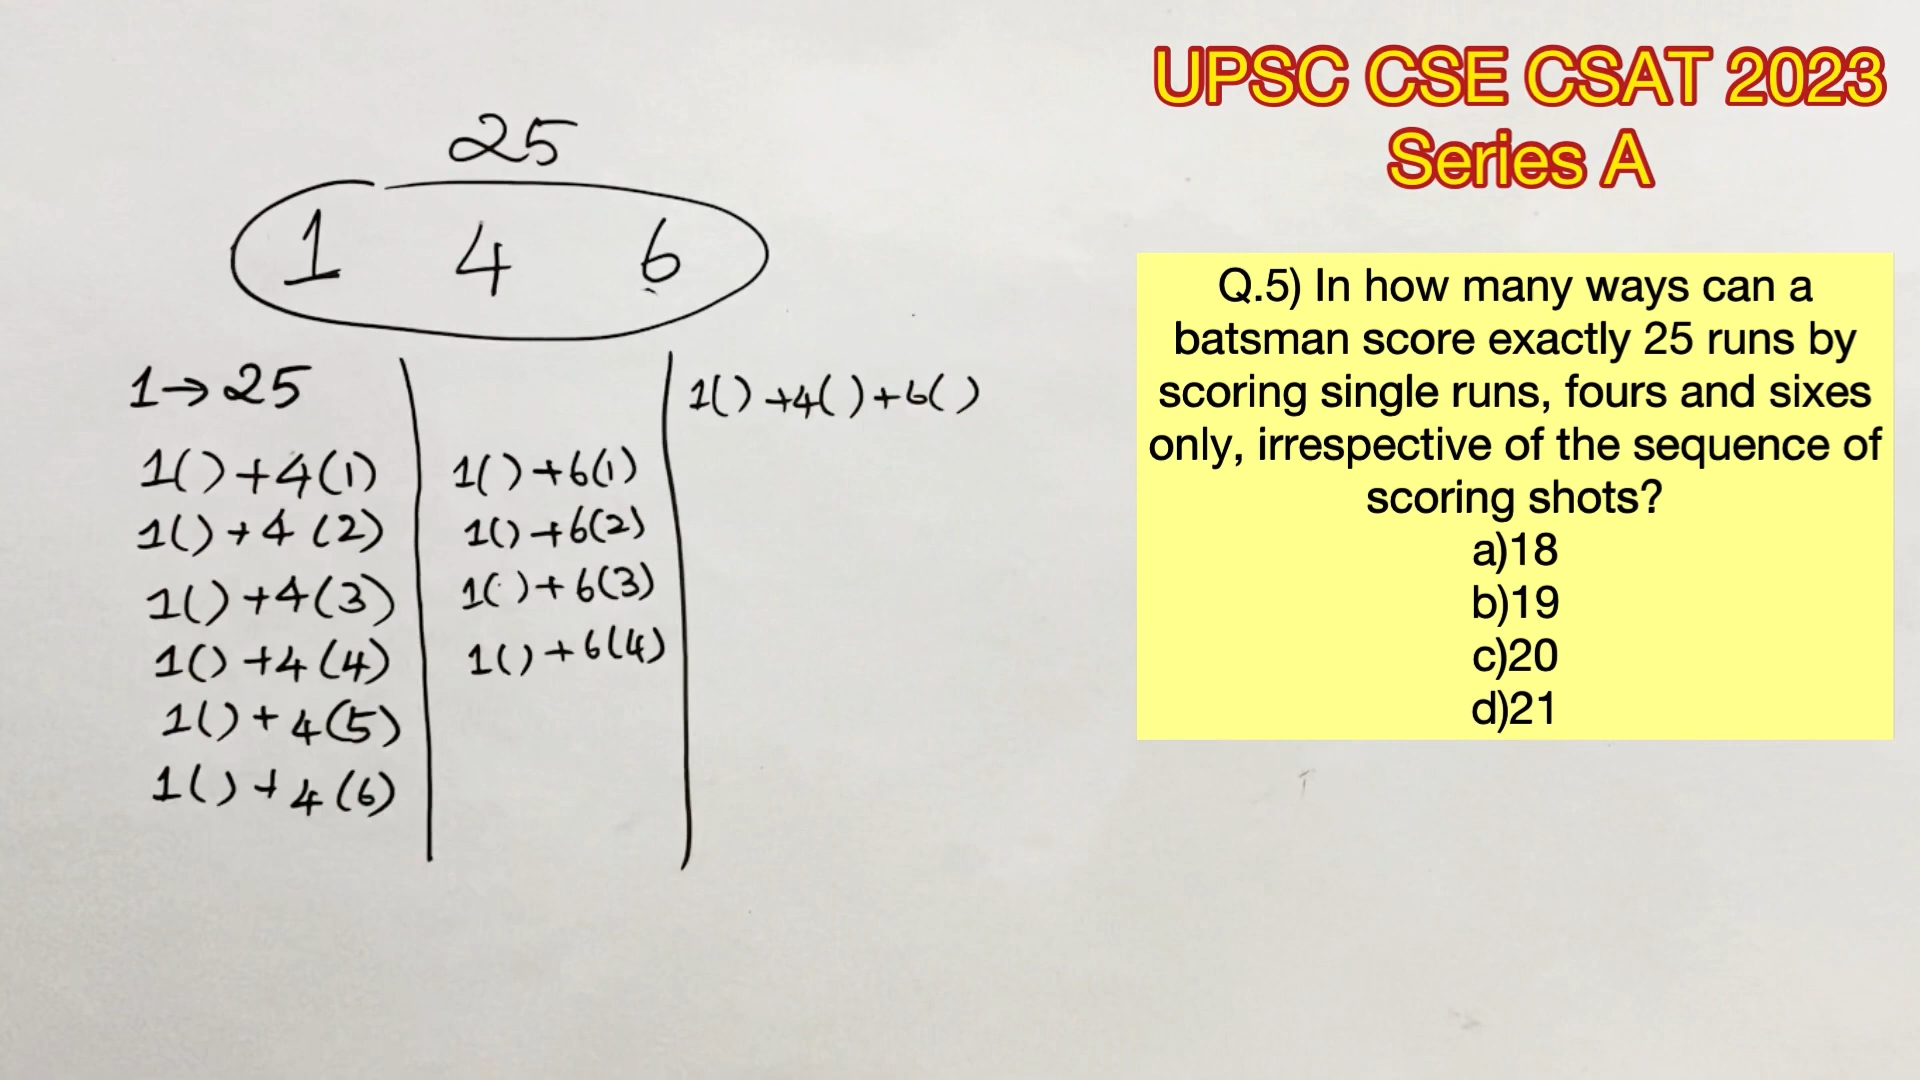 25
1 4 6
1→25
1()+4(1)
1()+4(2)
1()+4(3)
1()+4(4)
1()+4(5)
1()+4(6)
1()+6(1)
1()+6(2)
1()+6(3)
1()+6(4)
1()+4()+6()
UPSC CSE CSAT 2023
Series A
Q.5) In how many ways can a
batsman score exactly 25 runs by
scoring single runs, fours and sixes
only, irrespective of the sequence of
scoring shots?
a)18
b)19
c)20
d)21